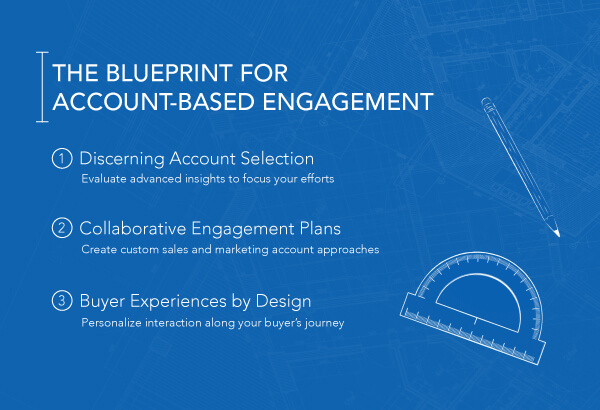 THE BLUEPRINT FOR
ACCOUNT-BASED ENGAGEMENT
1 Discerning Account Selection
Evaluate advanced insights to focus your efforts
2 Collaborative Engagement Plans
Create custom sales and marketing account approaches
3 Buyer Experiences by Design
Personalize interaction along your buyer's journey